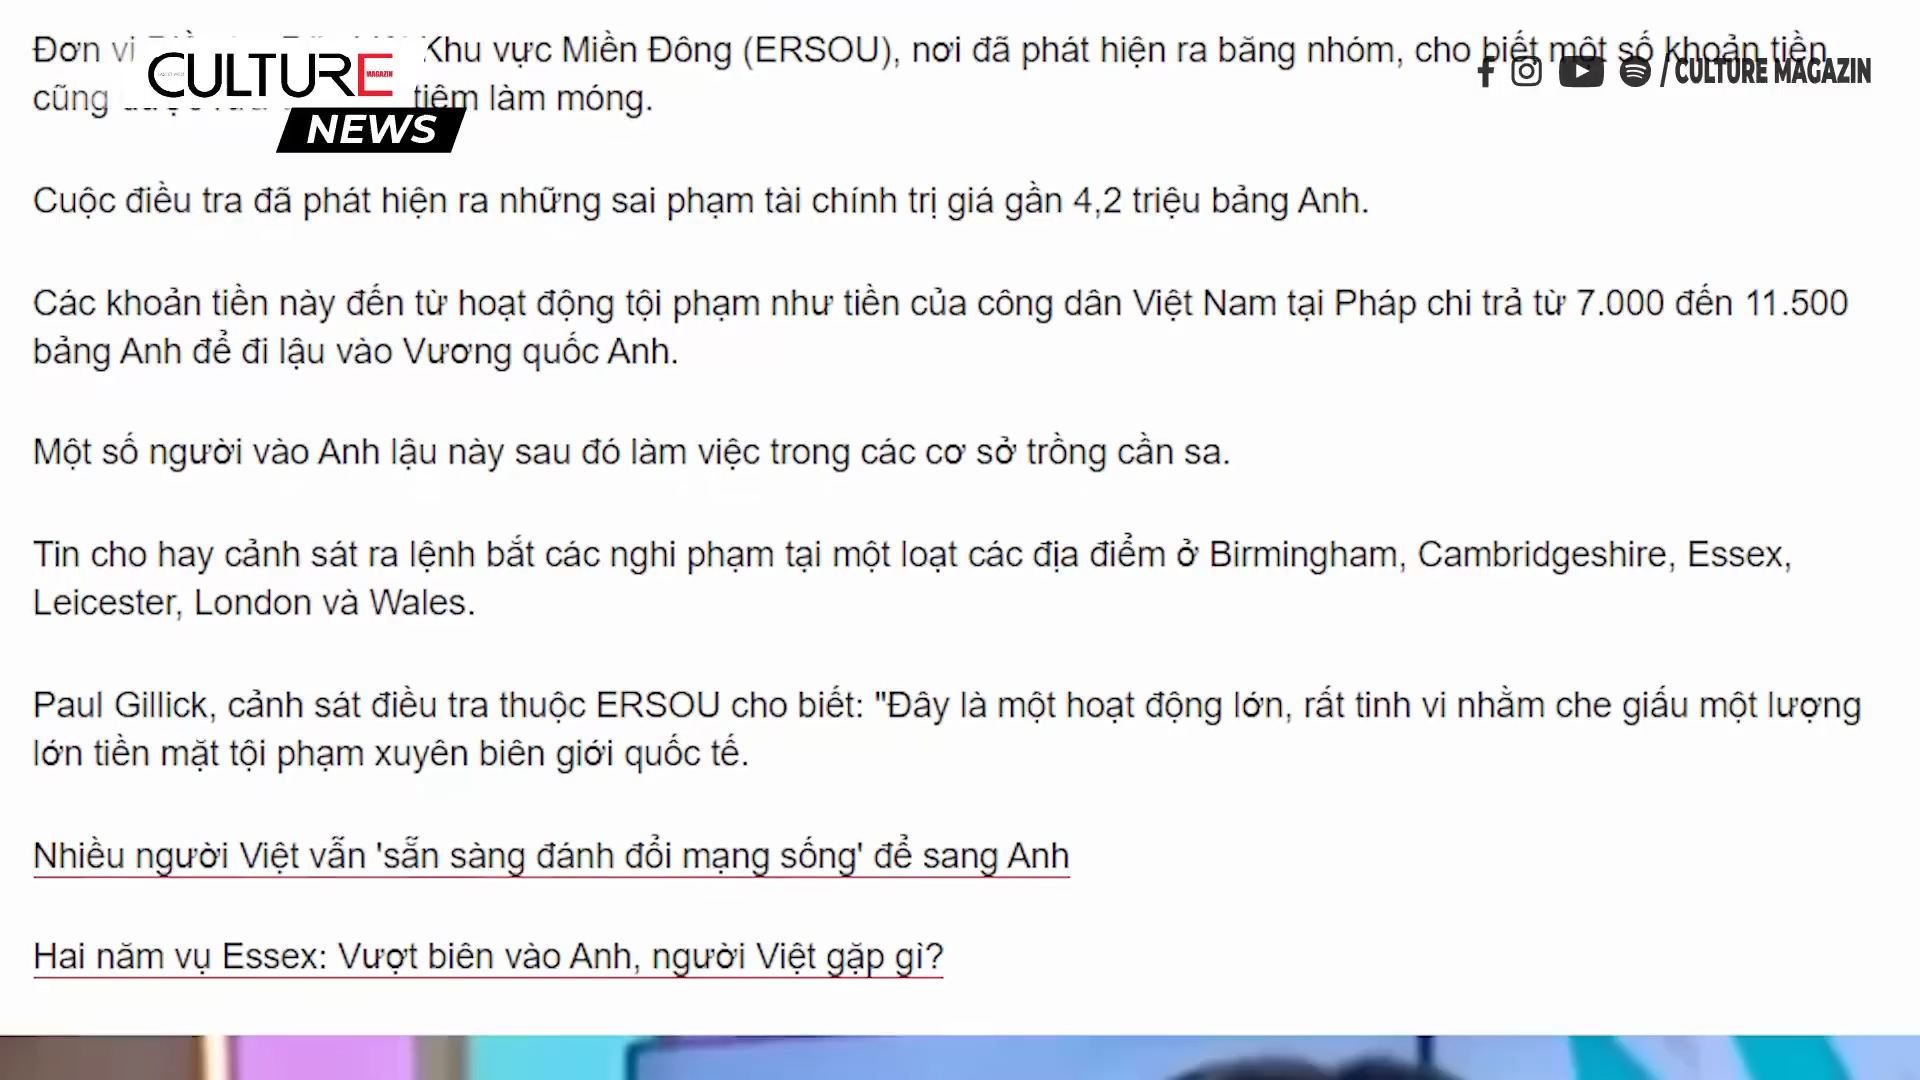 Đơn vị Khu vực Miền Đông (ERSOU), nơi đã phát hiện ra băng nhóm, cho biết một số khoản tiền
cũng tiệm làm móng.
CULTURE
MAGAZIN
NEWS
/ CULTURE MAGAZIN
Cuộc điều tra đã phát hiện ra những sai phạm tài chính trị giá gần 4,2 triệu bảng Anh.
Các khoản tiền này đến từ hoạt động tội phạm như tiền của công dân Việt Nam tại Pháp chi trả từ 7.000 đến 11.500
bảng Anh để đi lậu vào Vương quốc Anh.
Một số người vào Anh lậu này sau đó làm việc trong các cơ sở trồng cần sa.
Tin cho hay cảnh sát ra lệnh bắt các nghi phạm tại một loạt các địa điểm ở Birmingham, Cambridgeshire, Essex,
Leicester, London và Wales.
Paul Gillick, cảnh sát điều tra thuộc ERSOU cho biết: "Đây là một hoạt động lớn, rất tinh vi nhằm che giấu một lượng
lớn tiền mặt tội phạm xuyên biên giới quốc tế.
Nhiều người Việt vẫn 'sẵn sàng đánh đổi mạng sống' để sang Anh
Hai năm vụ Essex: Vượt biên vào Anh, người Việt gặp gì?